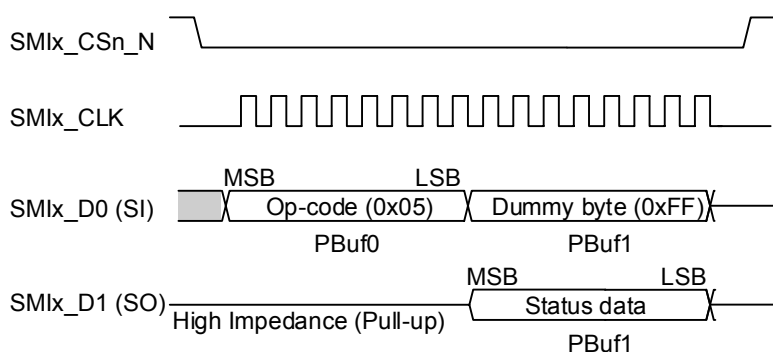 SMIx_CSn_N
SMIx_CLK
MSB LSB
SMIx_D0 (SI) Op-code (0x05) Dummy byte (0xFF)
PBuf0 PBuf1
MSB LSB
SMIx_D1 (SO) Status data
High Impedance (Pull-up)
PBuf1